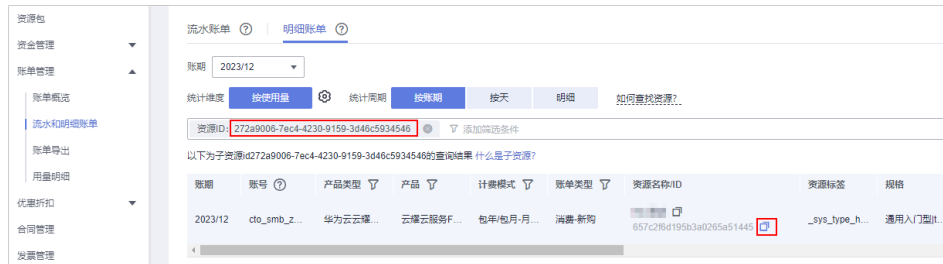 资源包
资金管理
账单管理
账单概览
流水和明细账单
账单导出
用量明细
优惠折扣
合同管理
发票管理
流水账单 ? 明细账单 ?
账期 2023/12
统计维度 按使用量 统计周期 按账期 按天 明细 如何查找资源?
资源ID: 272a9006-7ec4-4230-9159-3d46c5934546 添加筛选条件
以下为子资源id272a9006-7ec4-4230-9159-3d46c5934546的查询结果 什么是子资源?
账期 账号 ? 产品类型 产品 计费模式 账单类型 资源名称/ID 资源标签 规格
2023/12 cto_smb_z... 华为云云耀... 云耀云服务F... 包年/包月-月... 消费-新购 657c2f6d195b3a0265a51445 _sys_type_h... 通用入门型|t...